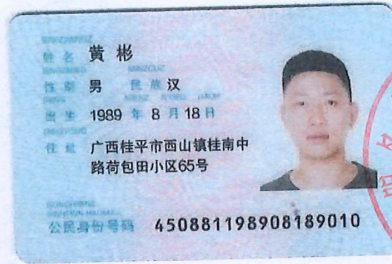 姓名 黄彬
性别 男 民族 汉
出生 1989 年 8 月 18 日
住址 广西桂平市西山镇桂南中
路荷包田小区65号
公民身份号码 450881198908189010